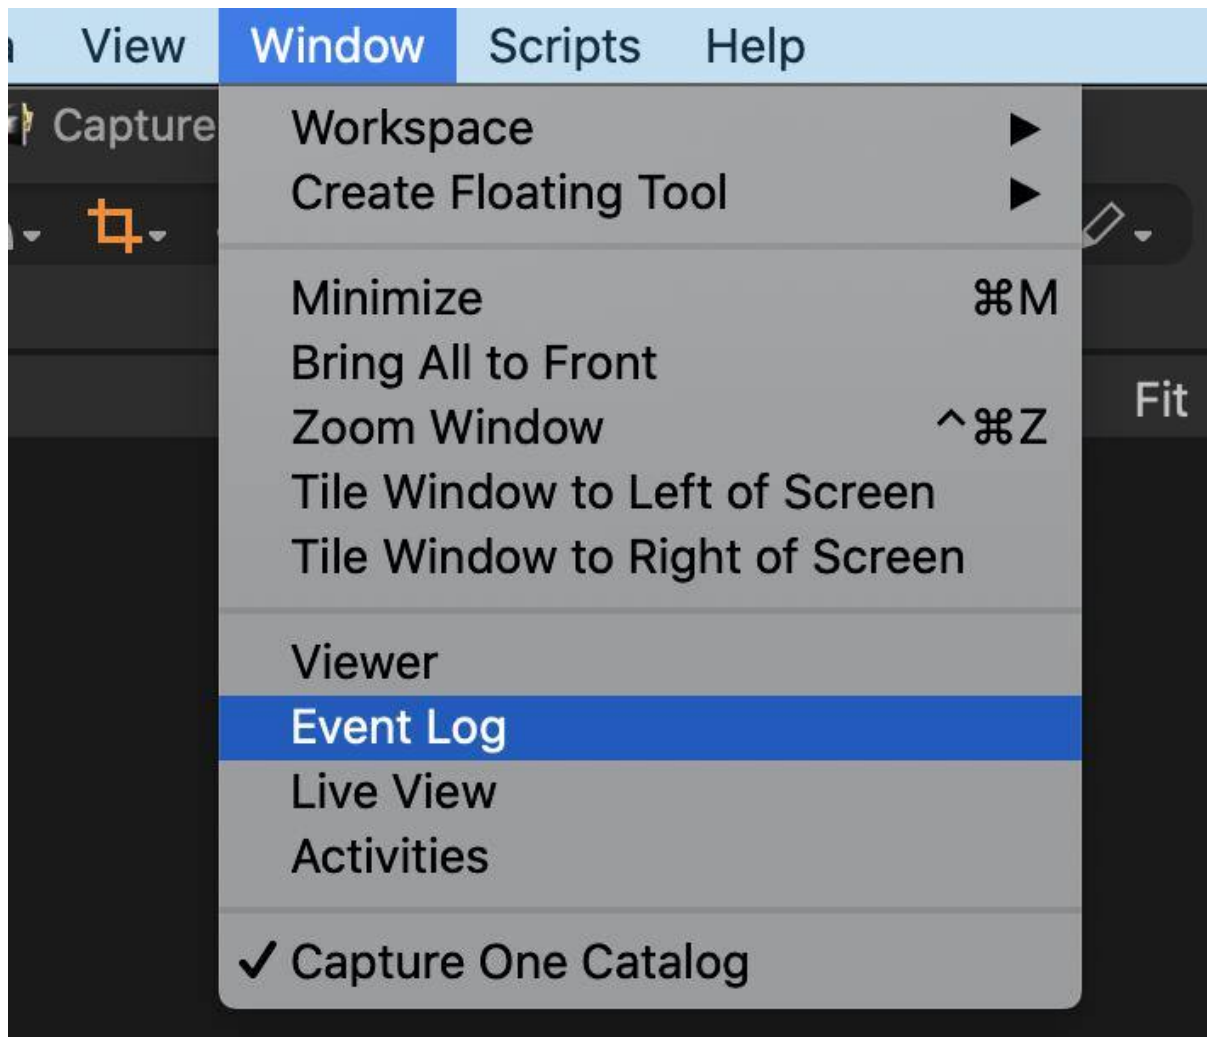 View Window Scripts Help
Capture
Workspace ▶
Create Floating Tool ▶
Minimize ⌘M
Bring All to Front
Fit
Zoom Window ^⌘Z
Tile Window to Left of Screen
Tile Window to Right of Screen
Viewer
Event Log
Live View
Activities
✓ Capture One Catalog